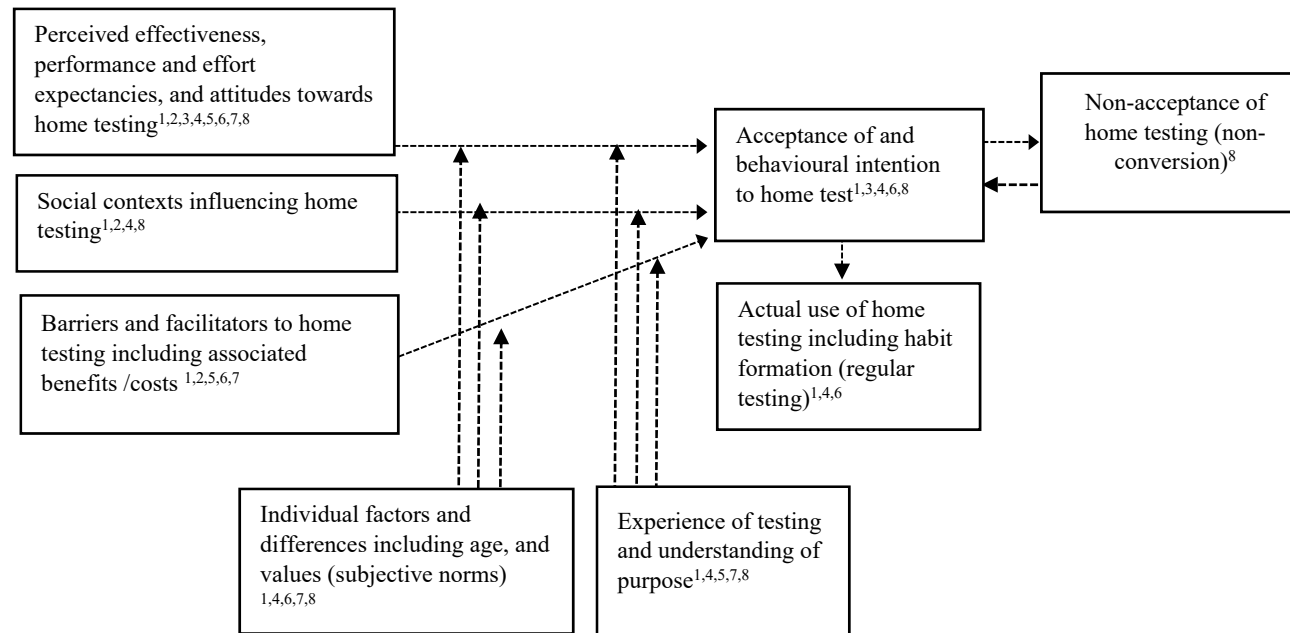 Perceived effectiveness,
performance and effort
expectancies, and attitudes towards
home testing1,2,3,4,5,6,7,8
Social contexts influencing home
testing1,2,4,8
Barriers and facilitators to home
testing including associated
benefits /costs 1,2,5,6,7
Acceptance of and
behavioural intention
to home test1,3,4,6,8
Non-acceptance of
home testing (non-
conversion)8
Actual use of home
testing including habit
formation (regular
testing)1,4,6
Individual factors and
differences including age, and
values (subjective norms)
1,4,6,7,8
Experience of testing
and understanding of
purpose1,4,5,7,8